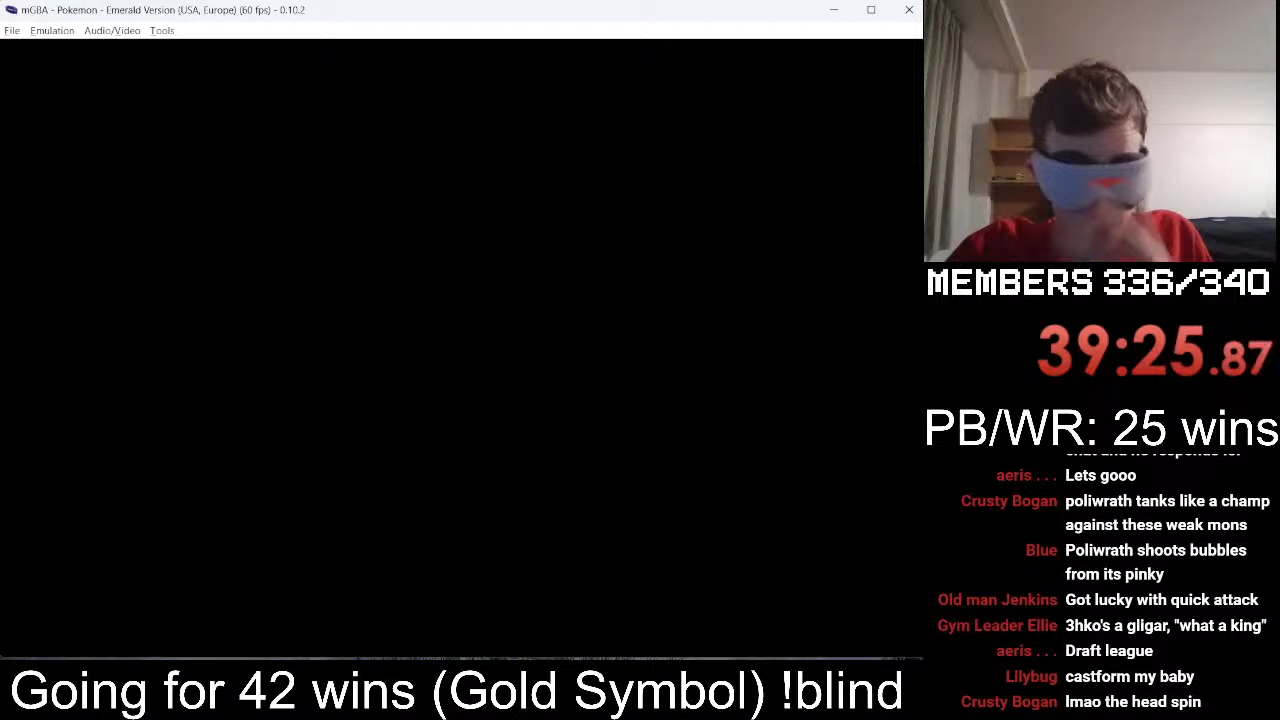 mGBA - Pokemon - Emerald Version (USA, Europe) (60 fps) - 0.10.2
File Emulation Audio/Video Tools
MEMBERS 336/340
39:25.87
PB/WR: 25 wins
aeris . . . Lets gooo
Crusty Bogan poliwrath tanks like a champ
against these weak mons
Blue Poliwrath shoots bubbles
from its pinky
Old man Jenkins Got lucky with quick attack
Gym Leader Ellie 3hko's a gligar, "what a king"
aeris . . . Draft league
Lilybug castform my baby
Crusty Bogan lmao the head spin
Going for 42 wins (Gold Symbol) !blind